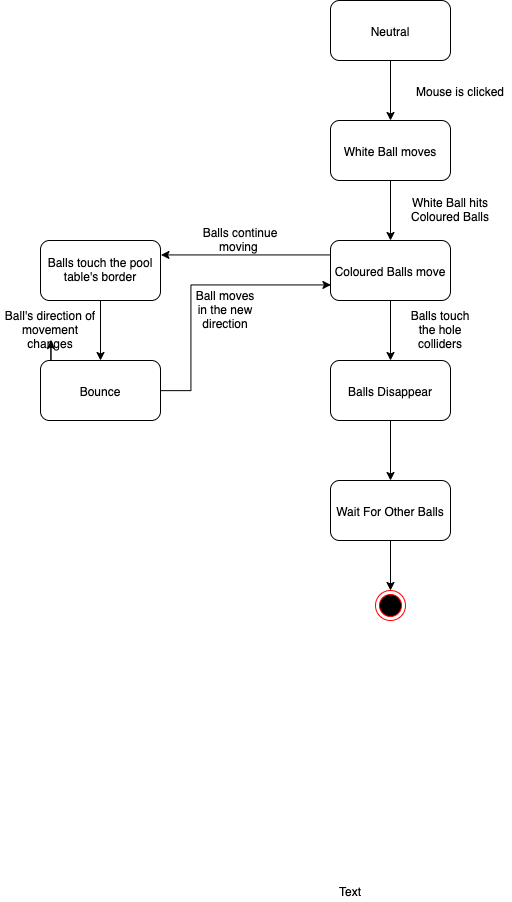 Neutral
Mouse is clicked
White Ball moves
White Ball hits
Coloured Balls
Balls continue
moving
Balls touch the pool
table's border
Coloured Balls move
Ball moves
in the new
direction
Ball's direction of
movement
changes
Balls touch
the hole
colliders
Bounce
Balls Disappear
Wait For Other Balls
Text